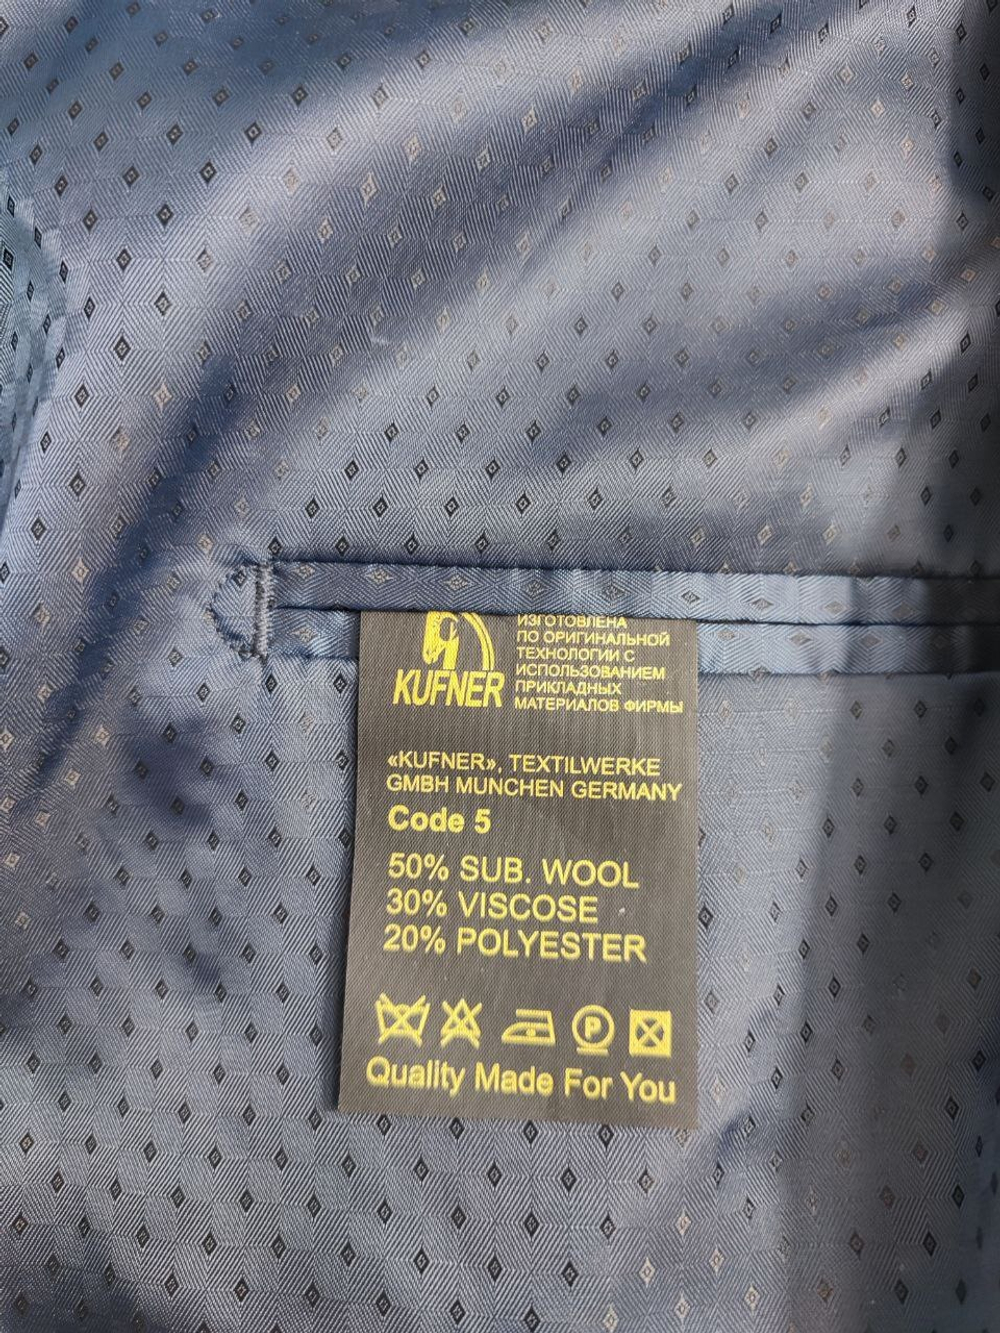 ИЗГОТОВЛЕНА
ПО ОРИГИНАЛЬНОЙ
ТЕХНОЛОГИИ С
ИСПОЛЬЗОВАНИЕМ
ПРИКЛАДНЫХ
МАТЕРИАЛОВ ФИРМЫ
KUFNER
«KUFNER», TEXTILWERKE
GMBH MUNCHEN GERMANY
Code 5
50% SUB. WOOL
30% VISCOSE
20% POLYESTER
P
Quality Made For You